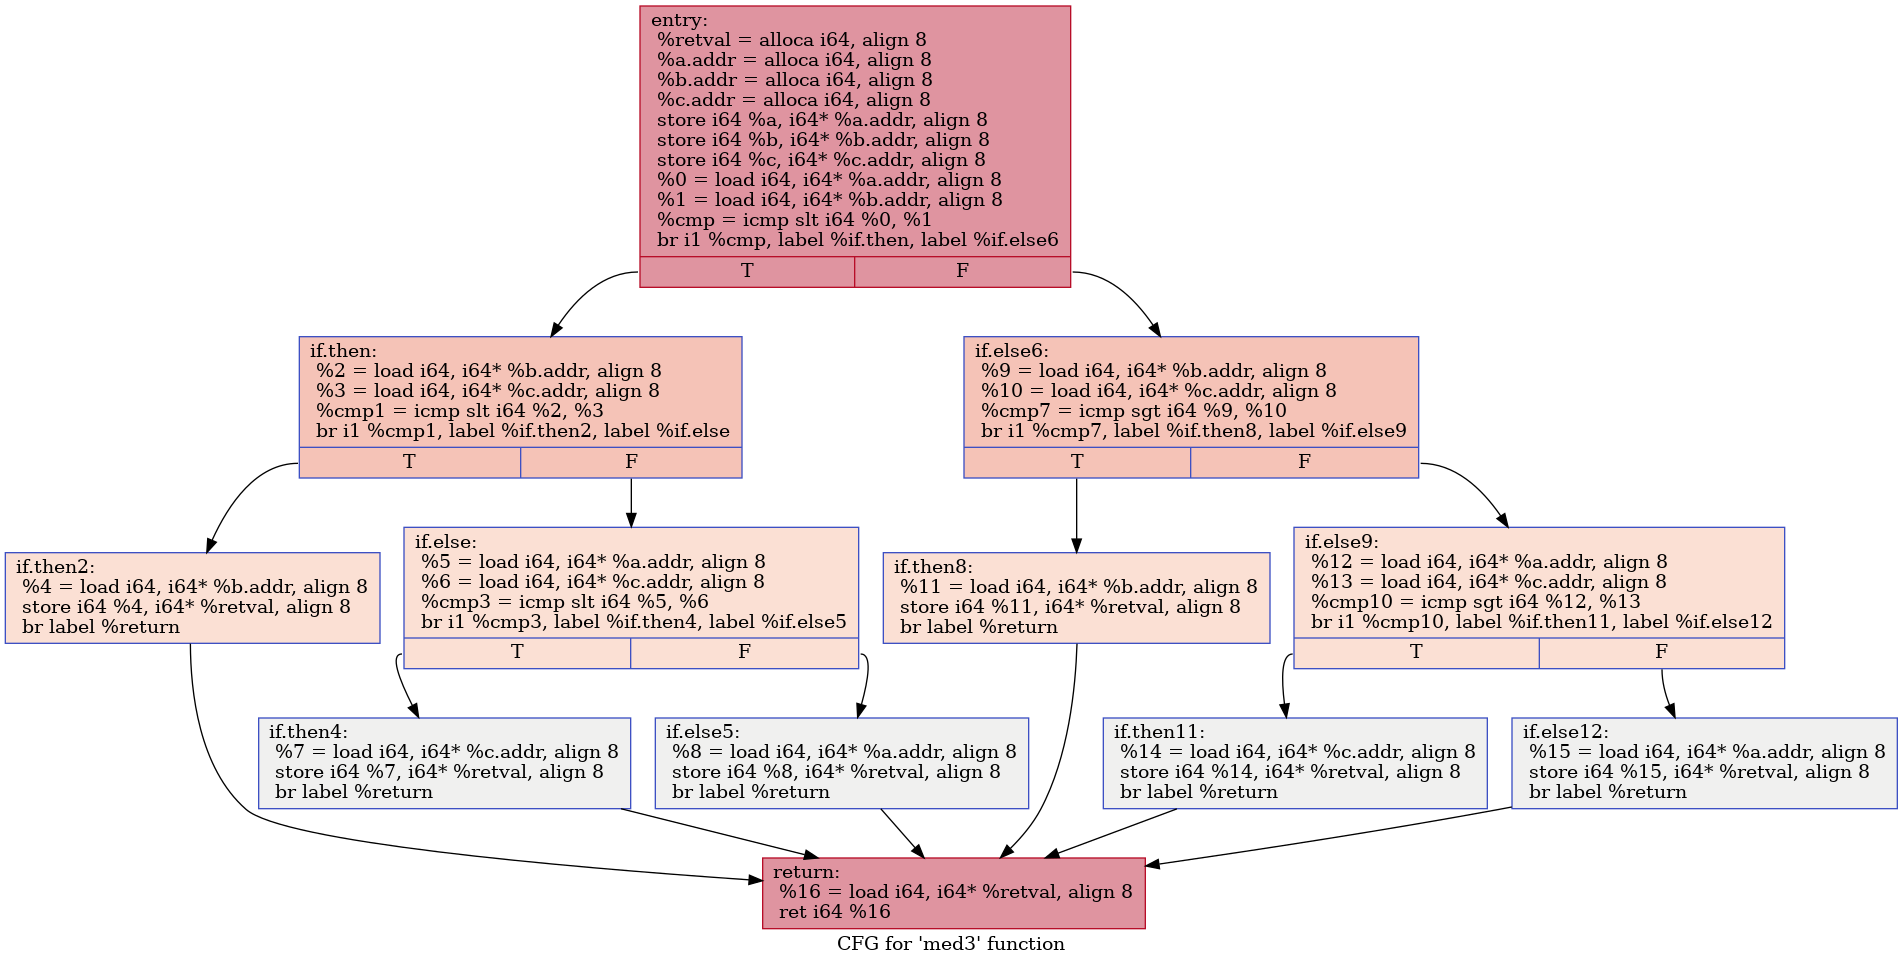 entry:
%retval = alloca i64, align 8
%a.addr = alloca i64, align 8
%b.addr = alloca i64, align 8
%c.addr = alloca i64, align 8
store i64 %a, i64* %a.addr, align 8
store i64 %b, i64* %b.addr, align 8
store i64 %c, i64* %c.addr, align 8
%0 = load i64, i64* %a.addr, align 8
%1 = load i64, i64* %b.addr, align 8
%cmp = icmp slt i64 %0, %1
br i1 %cmp, label %if.then, label %if.else6
T F
if.then:
%2 = load i64, i64* %b.addr, align 8
%3 = load i64, i64* %c.addr, align 8
%cmp1 = icmp slt i64 %2, %3
br i1 %cmp1, label %if.then2, label %if.else
T F
if.else6:
%9 = load i64, i64* %b.addr, align 8
%10 = load i64, i64* %c.addr, align 8
%cmp7 = icmp sgt i64 %9, %10
br i1 %cmp7, label %if.then8, label %if.else9
T F
if.then2:
%4 = load i64, i64* %b.addr, align 8
store i64 %4, i64* %retval, align 8
br label %return
if.else:
%5 = load i64, i64* %a.addr, align 8
%6 = load i64, i64* %c.addr, align 8
%cmp3 = icmp slt i64 %5, %6
br i1 %cmp3, label %if.then4, label %if.else5
T F
if.then8:
%11 = load i64, i64* %b.addr, align 8
store i64 %11, i64* %retval, align 8
br label %return
if.else9:
%12 = load i64, i64* %a.addr, align 8
%13 = load i64, i64* %c.addr, align 8
%cmp10 = icmp sgt i64 %12, %13
br i1 %cmp10, label %if.then11, label %if.else12
T F
if.then4:
%7 = load i64, i64* %c.addr, align 8
store i64 %7, i64* %retval, align 8
br label %return
if.else5:
%8 = load i64, i64* %a.addr, align 8
store i64 %8, i64* %retval, align 8
br label %return
if.then11:
%14 = load i64, i64* %c.addr, align 8
store i64 %14, i64* %retval, align 8
br label %return
if.else12:
%15 = load i64, i64* %a.addr, align 8
store i64 %15, i64* %retval, align 8
br label %return
return:
%16 = load i64, i64* %retval, align 8
ret i64 %16
CFG for 'med3' function